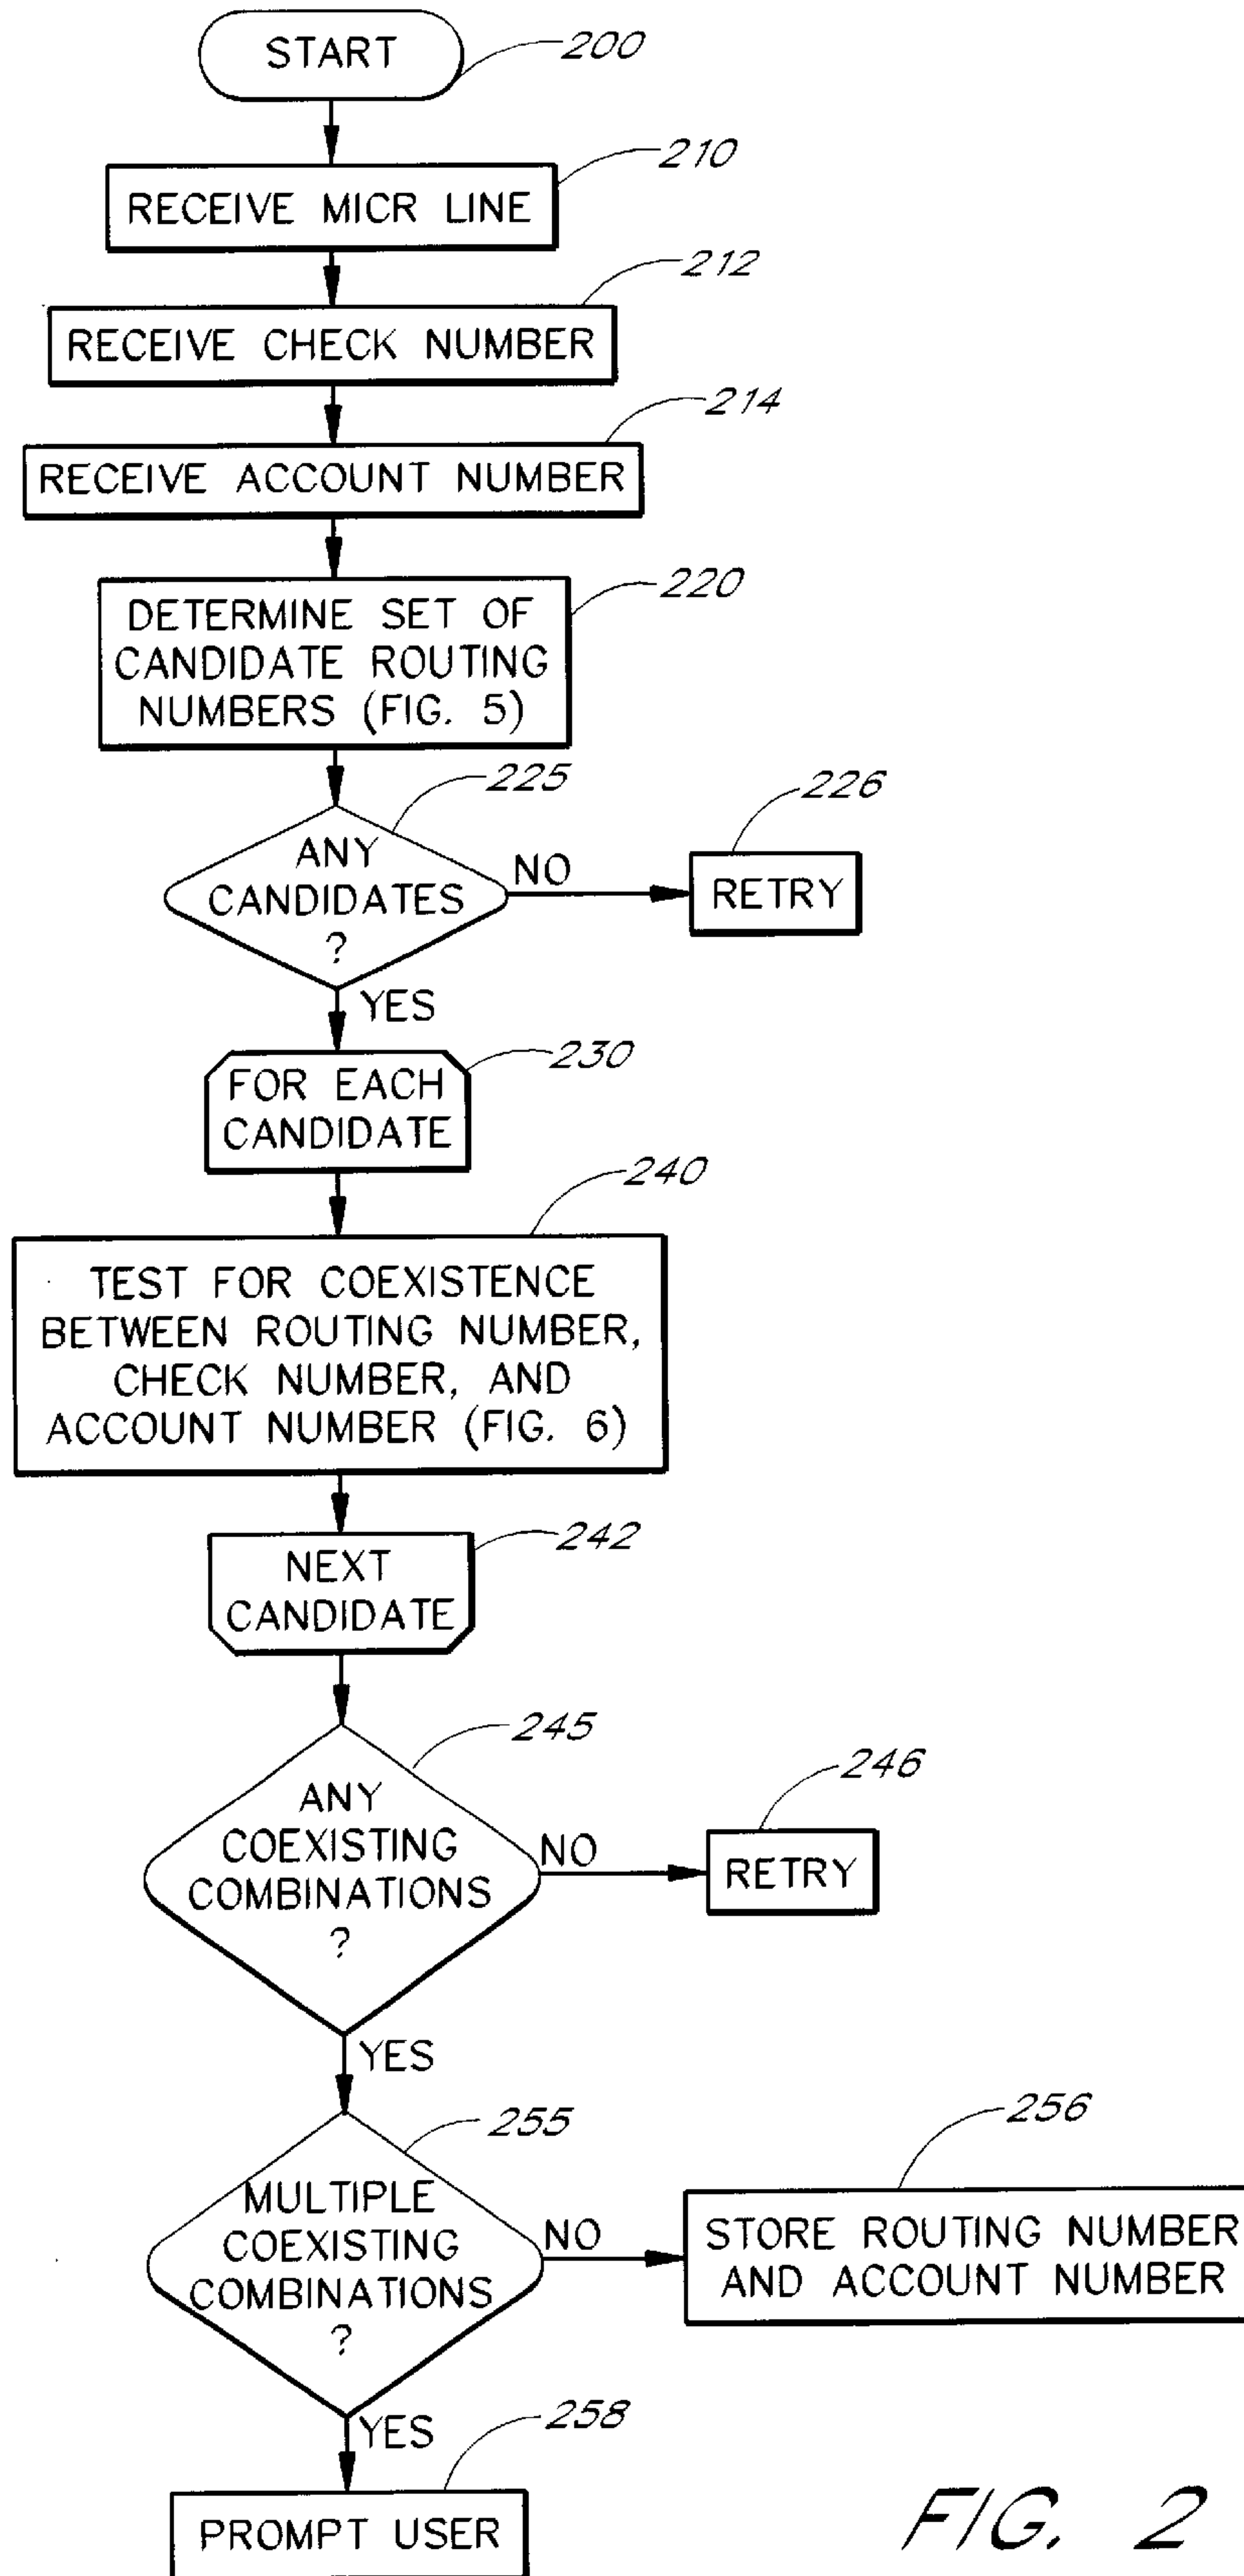 START
200
210
RECEIVE MICR LINE
212
RECEIVE CHECK NUMBER
214
RECEIVE ACCOUNT NUMBER
220
DETERMINE SET OF
CANDIDATE ROUTING
NUMBERS (FIG. 5)
225
ANY
CANDIDATES
?
NO
226
RETRY
YES
230
FOR EACH
CANDIDATE
240
TEST FOR COEXISTENCE
BETWEEN ROUTING NUMBER,
CHECK NUMBER, AND
ACCOUNT NUMBER (FIG. 6)
242
NEXT
CANDIDATE
245
ANY
COEXISTING
COMBINATIONS
?
NO
246
RETRY
YES
255
MULTIPLE
COEXISTING
COMBINATIONS
?
NO
256
STORE ROUTING NUMBER
AND ACCOUNT NUMBER
YES
258
PROMPT USER
FIG. 2